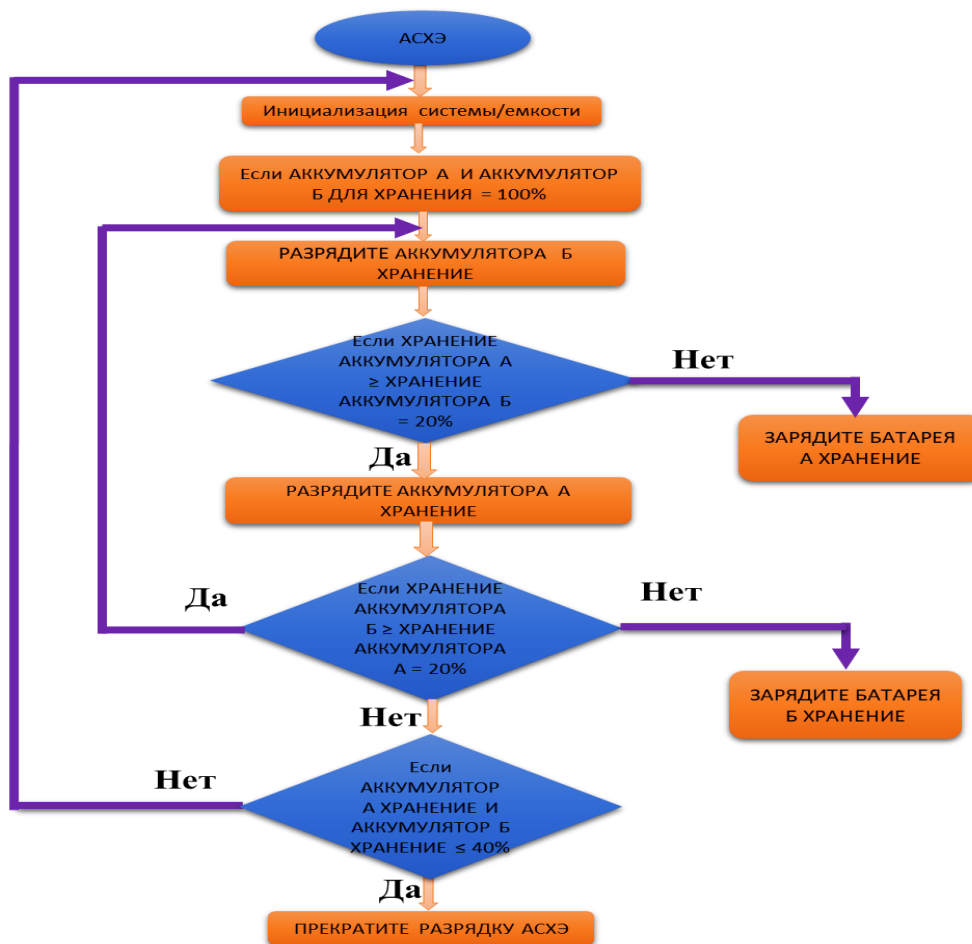 АСХЭ
Инициализация системы/емкости
Если АККУМУЛЯТОР А И АККУМУЛЯТОР
Б ДЛЯ ХРАНЕНИЯ = 100%
РАЗРЯДИТЕ АККУМУЛЯТОРА Б
ХРАНЕНИЕ
Если ХРАНЕНИЕ
АККУМУЛЯТОРА А
≥ ХРАНЕНИЕ
АККУМУЛЯТОРА Б
= 20%
Нет
ЗАРЯДИТЕ БАТАРЕЯ
А ХРАНЕНИЕ
Да
РАЗРЯДИТЕ АККУМУЛЯТОРА А
ХРАНЕНИЕ
Если ХРАНЕНИЕ
АККУМУЛЯТОРА
Б ≥ ХРАНЕНИЕ
АККУМУЛЯТОРА
А = 20%
Да
Нет
ЗАРЯДИТЕ БАТАРЕЯ
Б ХРАНЕНИЕ
Нет
Если
АККУМУЛЯТОР
А ХРАНЕНИЕ И
АККУМУЛЯТОР Б
ХРАНЕНИЕ ≤ 40%
Нет
Да
ПРЕКРАТИТЕ РАЗРЯДКУ АСХЭ